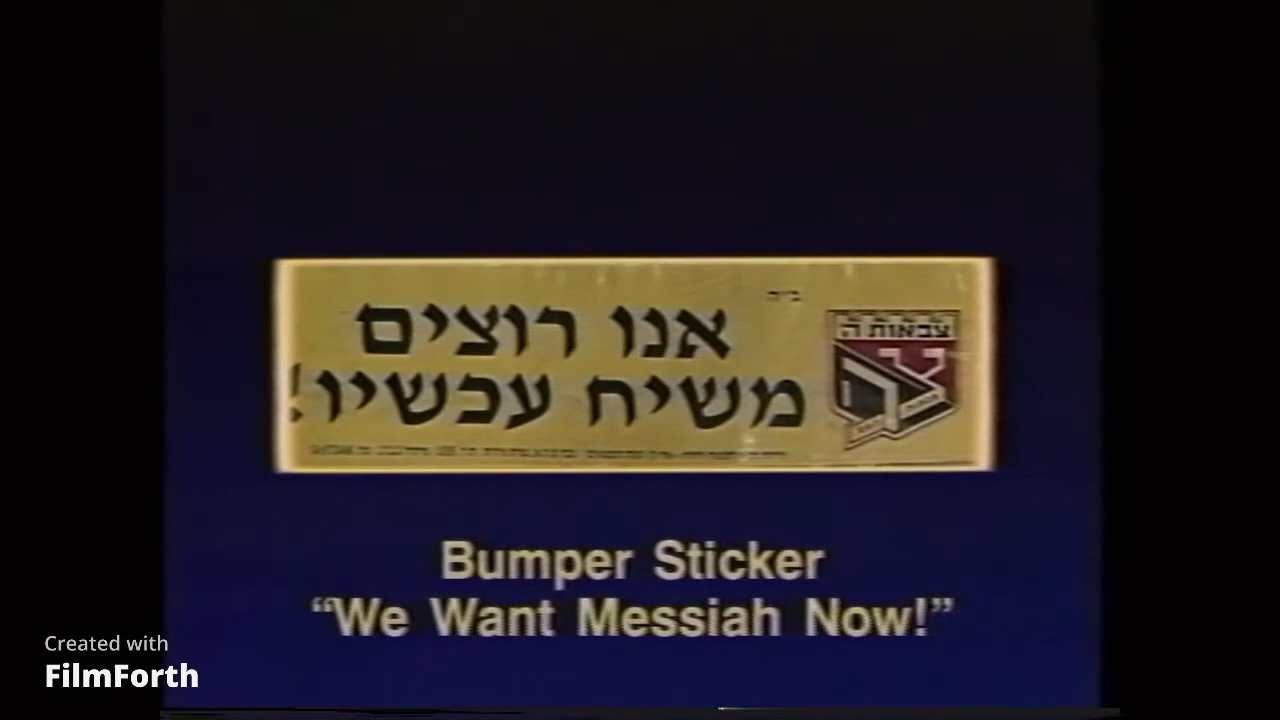 ב״ה
אנו רוצים
משיח עכשיו!
צבאות ה׳
Bumper Sticker
“We Want Messiah Now!”
Created with
FilmForth